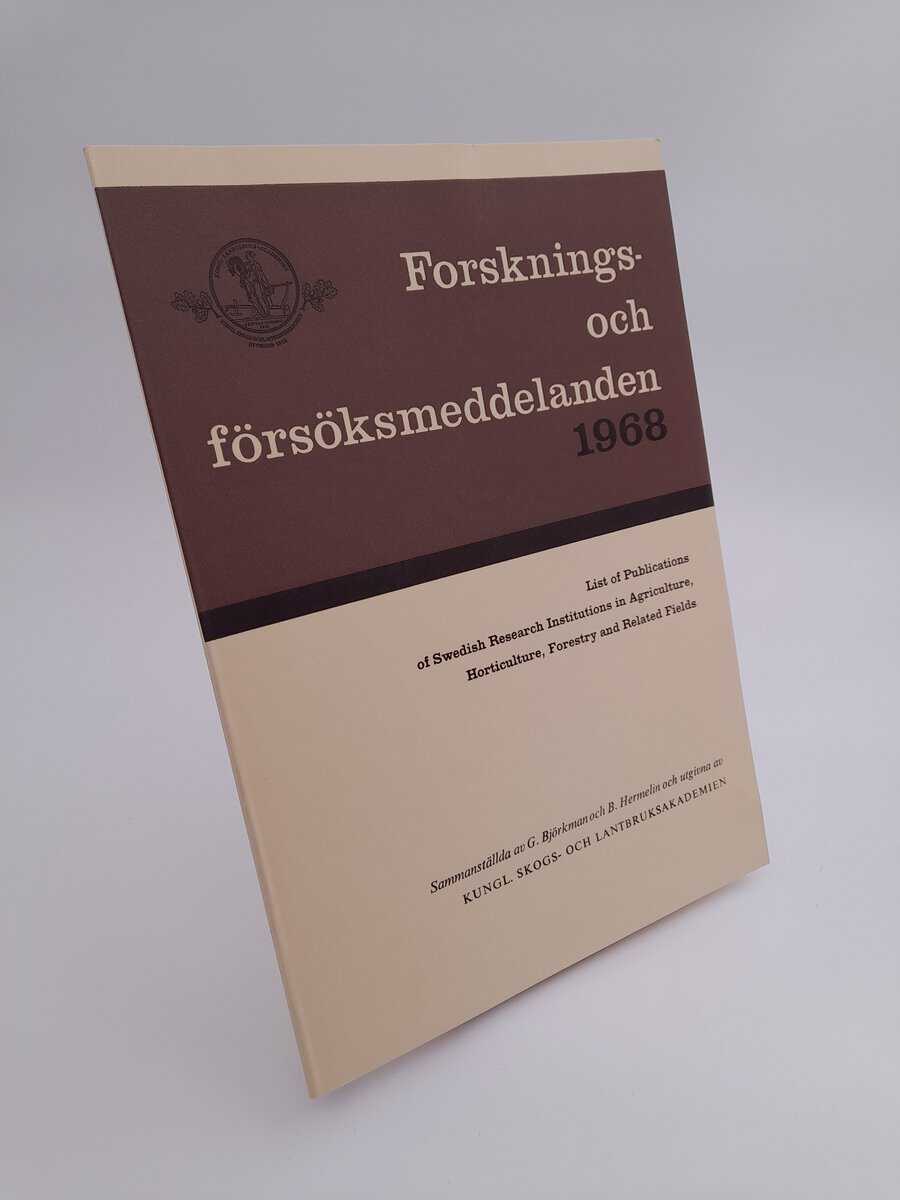 Forsknings-
och
försöksmeddelanden
1968
List of Publications
of Swedish Research Institutions in Agriculture,
Horticulture, Forestry and Related Fields
Sammanställda av G. Björkman och B. Hermelin och utgivna av
KUNGL. SKOGS- OCH LANTBRUKSAKADEMIEN